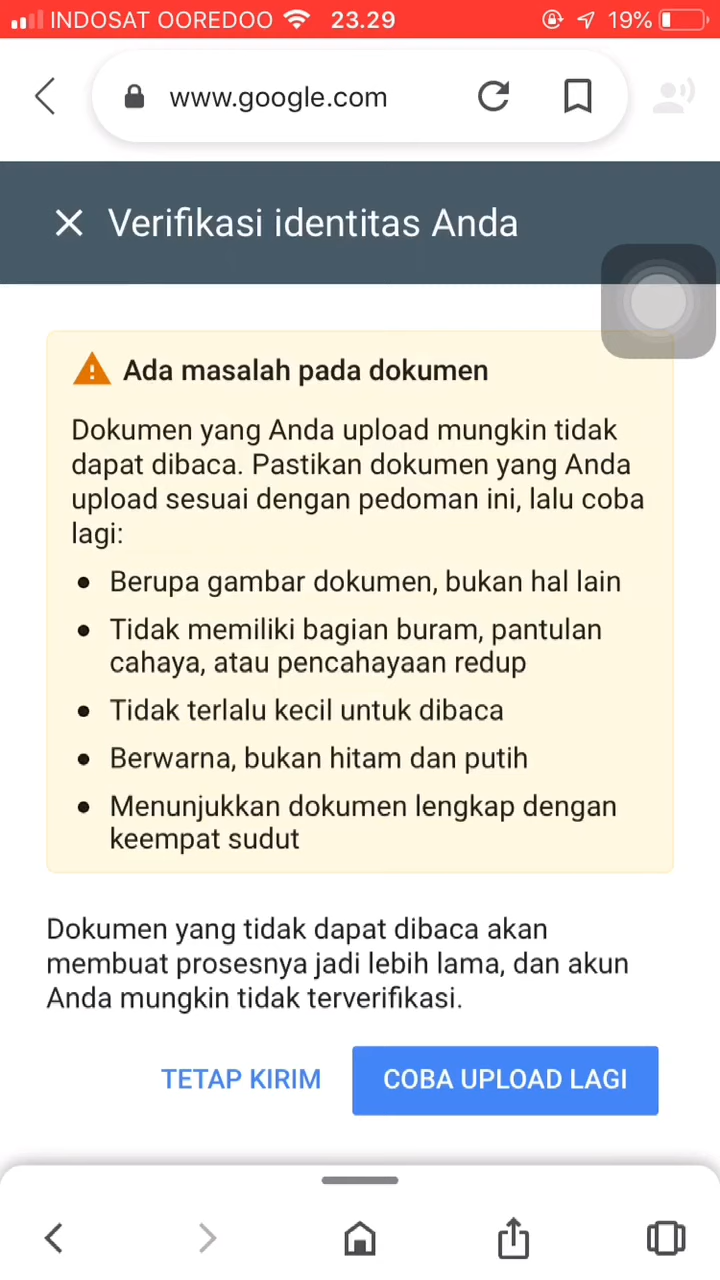 INDOSAT OOREDOO 23.29 19%
www.google.com
Verifikasi identitas Anda
Ada masalah pada dokumen
Dokumen yang Anda upload mungkin tidak
dapat dibaca. Pastikan dokumen yang Anda
upload sesuai dengan pedoman ini, lalu coba
lagi:
• Berupa gambar dokumen, bukan hal lain
• Tidak memiliki bagian buram, pantulan
cahaya, atau pencahayaan redup
• Tidak terlalu kecil untuk dibaca
• Berwarna, bukan hitam dan putih
• Menunjukkan dokumen lengkap dengan
keempat sudut
Dokumen yang tidak dapat dibaca akan
membuat prosesnya jadi lebih lama, dan akun
Anda mungkin tidak terverifikasi.
TETAP KIRIM COBA UPLOAD LAGI